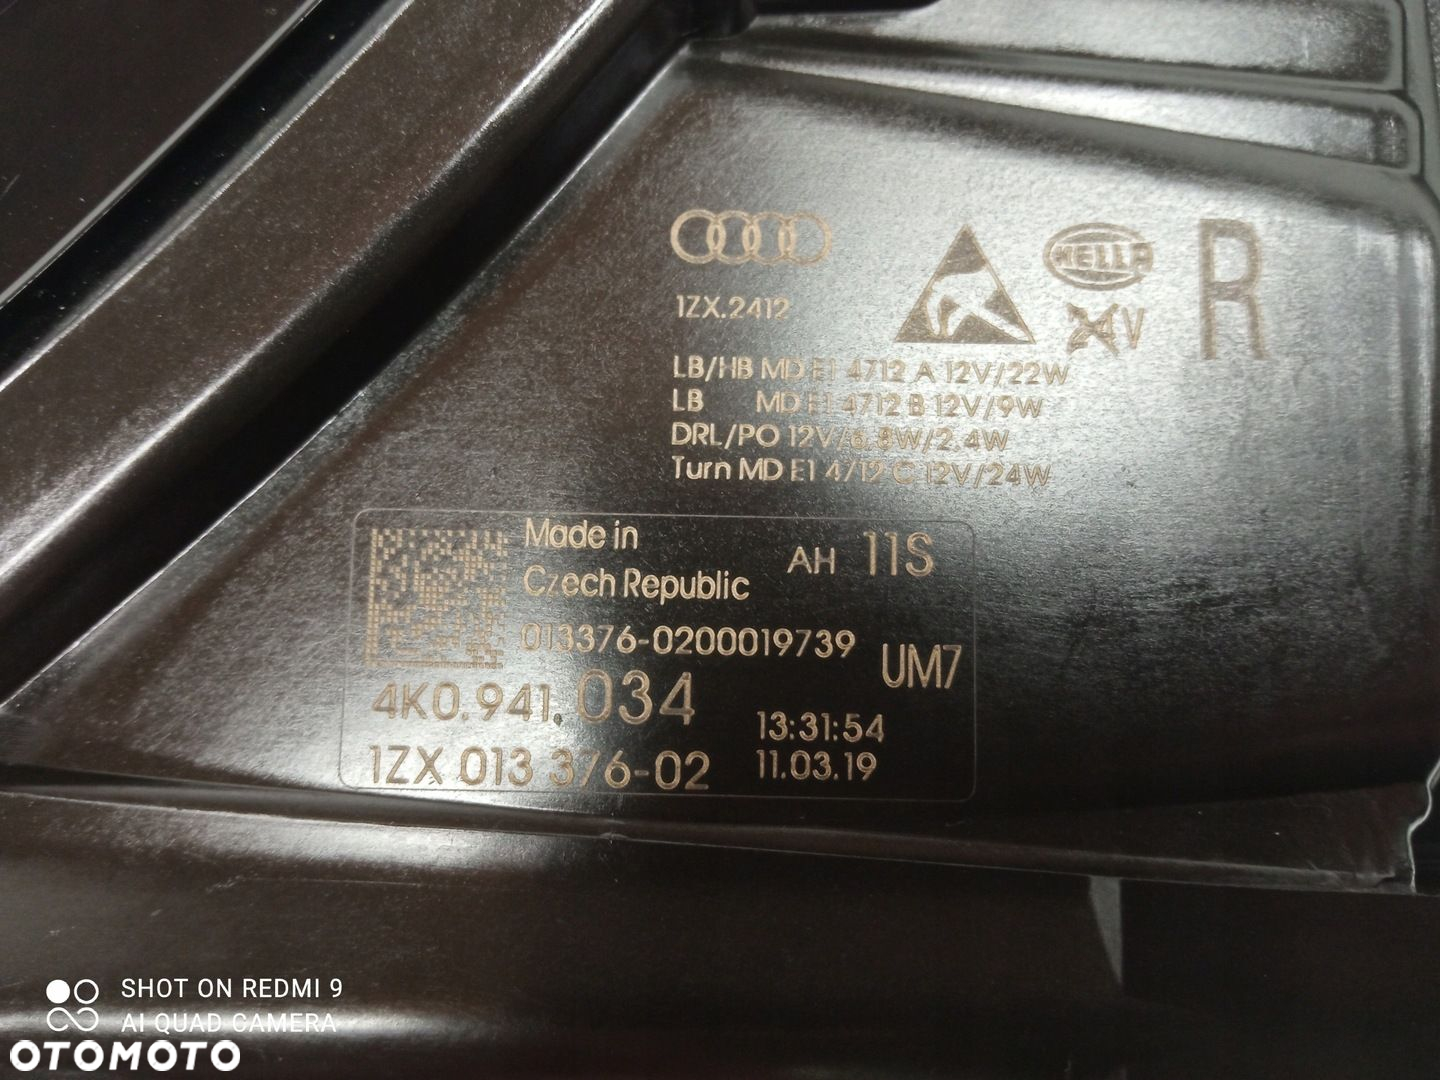 HELLA
R
1ZX.2412
24V
LB/HB MD E1 4712 A 12V/22W
LB MD E1 4712 B 12V/9W
DRL/PO 12V/6.8W/2.4W
Turn MD E1 4712 C 12V/24W
Made in
Czech Republic
AH 11S
013376-0200019739
UM7
4K0.941.034
13:31:54
1ZX 013 376-02
11.03.19
SHOT ON REDMI 9
AI QUAD CAMERA
OTOMOTO